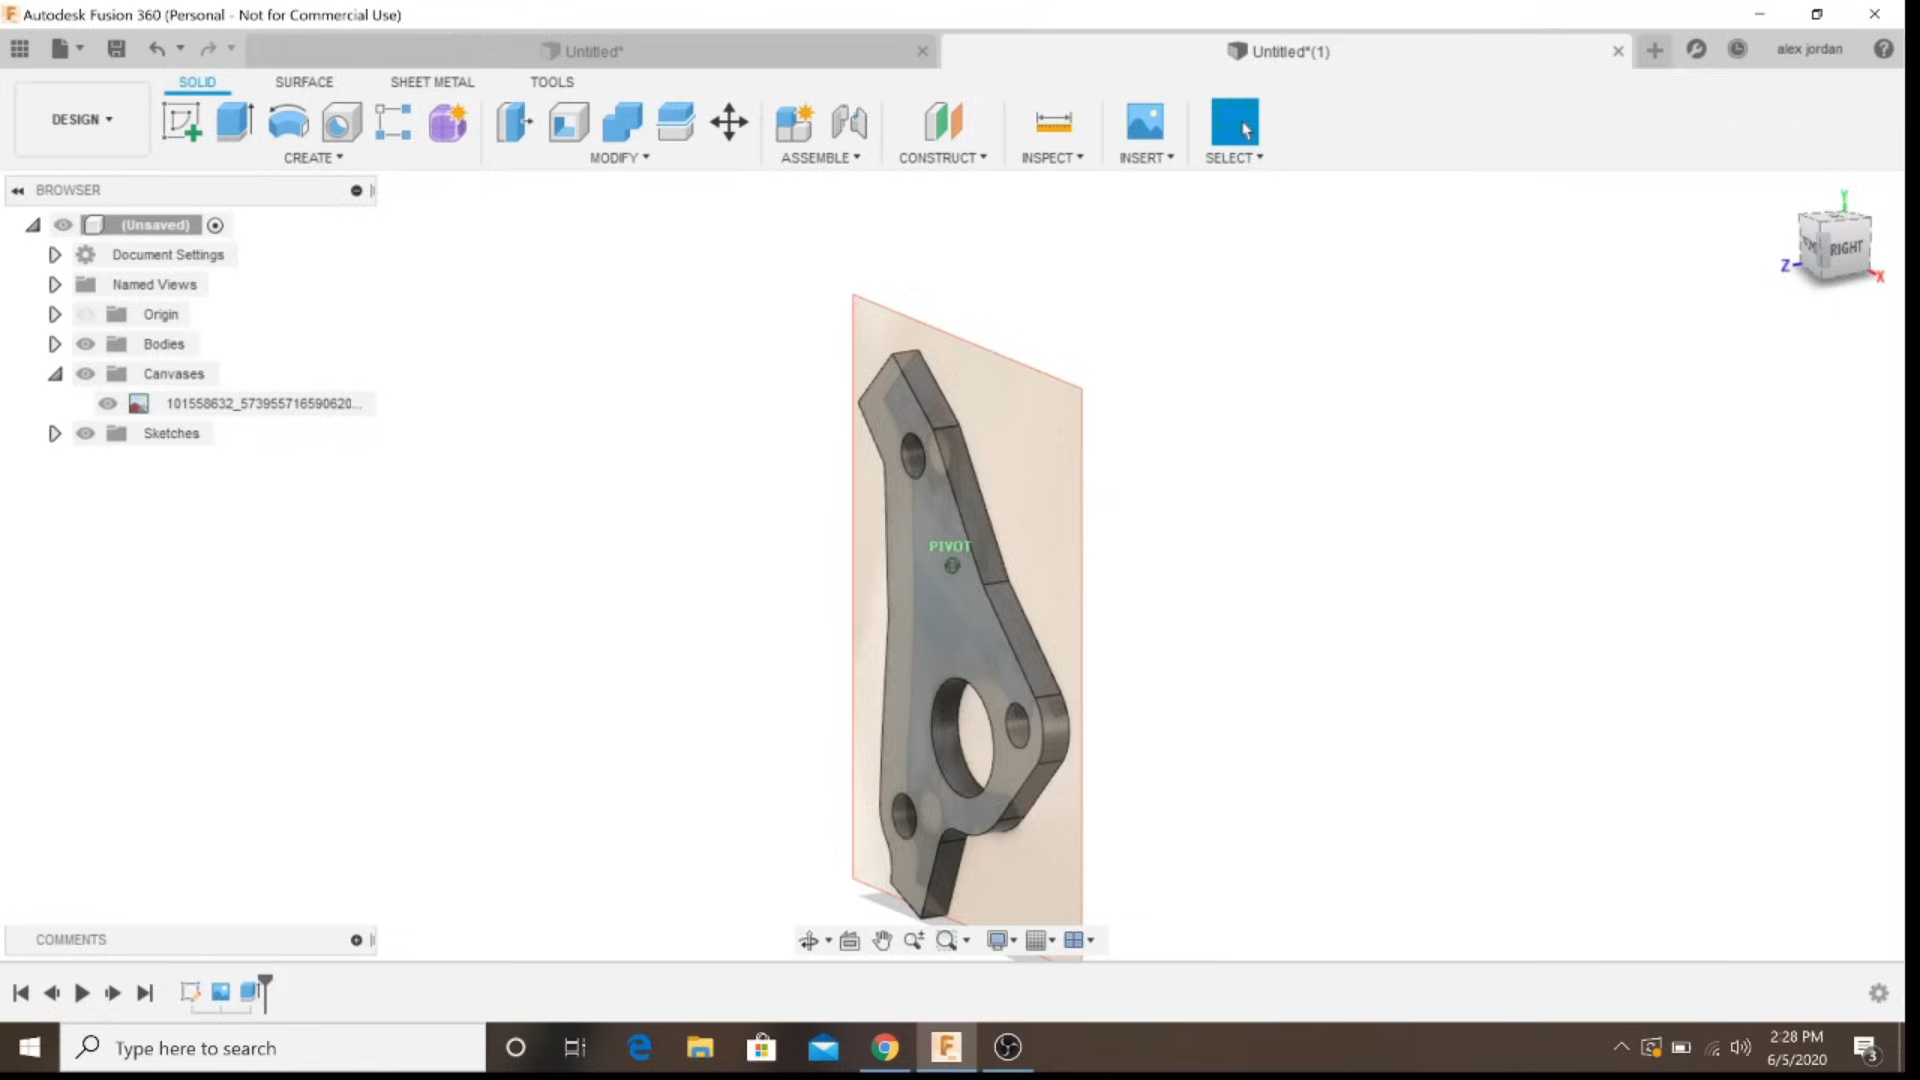 Autodesk Fusion 360 (Personal - Not for Commercial Use)
Untitled*
Untitled*(1)
alex jordan
DESIGN
SOLID
SURFACE
SHEET METAL
TOOLS
CREATE
MODIFY
ASSEMBLE
CONSTRUCT
INSPECT
INSERT
SELECT
BROWSER
(Unsaved)
Document Settings
Named Views
Origin
Bodies
Canvases
101558632_573955716590620...
Sketches
Y
RIGHT
Z
X
PIVOT
COMMENTS
Type here to search
2:28 PM
6/5/2020
3